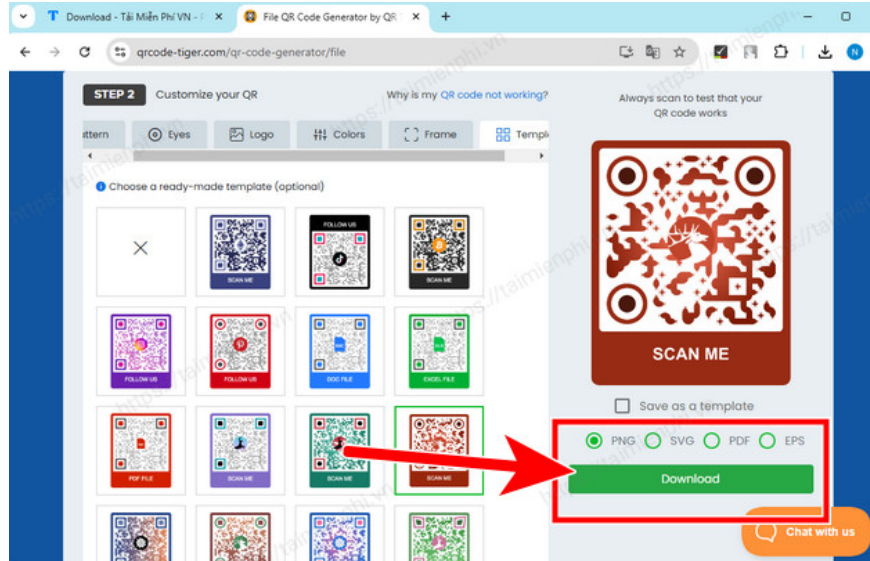 Download - Tải Miễn Phí VN -
File QR Code Generator by QR
qrcode-tiger.com/qr-code-generator/file
N
STEP 2 Customize your QR
Why is my QR code not working?
ttern
Eyes
Logo
Colors
Frame
Templ
Choose a ready-made template (optional)
SCAN ME
FOLLOW US
SCAN ME
FOLLOW US
FOLLOW US
DOC FILE
EXCEL FILE
PDF FILE
SCAN ME
SCAN ME
SCAN ME
Always scan to test that your
QR code works
SCAN ME
Save as a template
PNG SVG PDF EPS
Download
Chat with us
https://taimienphi.vn